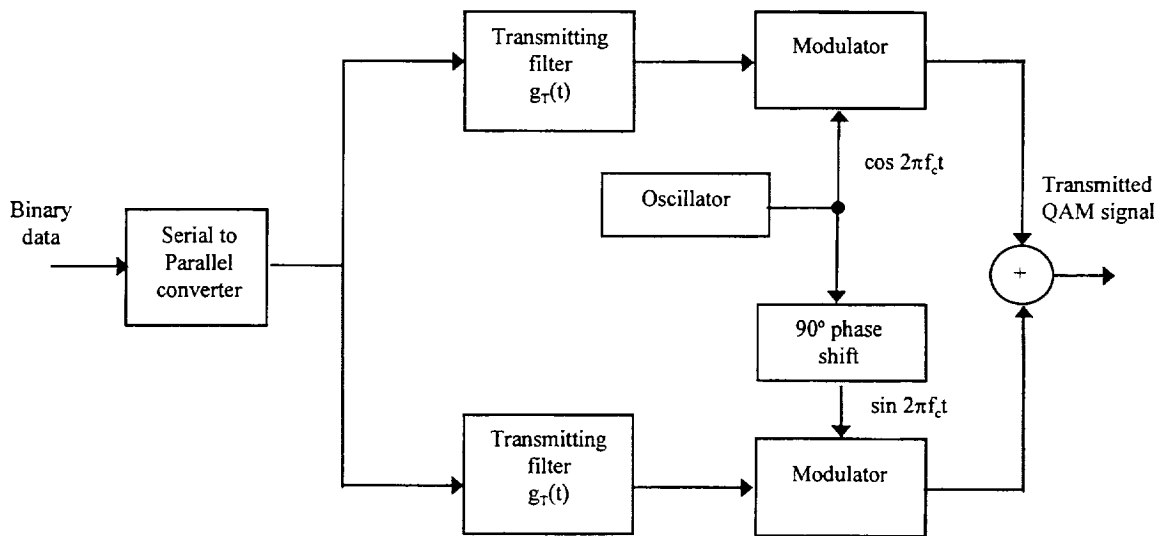 Transmitting
filter
g_T(t)
Modulator
cos 2πf_ct
Oscillator
Transmitted
QAM signal
Binary
data
Serial to
Parallel
converter
+
90° phase
shift
sin 2πf_ct
Transmitting
filter
g_T(t)
Modulator